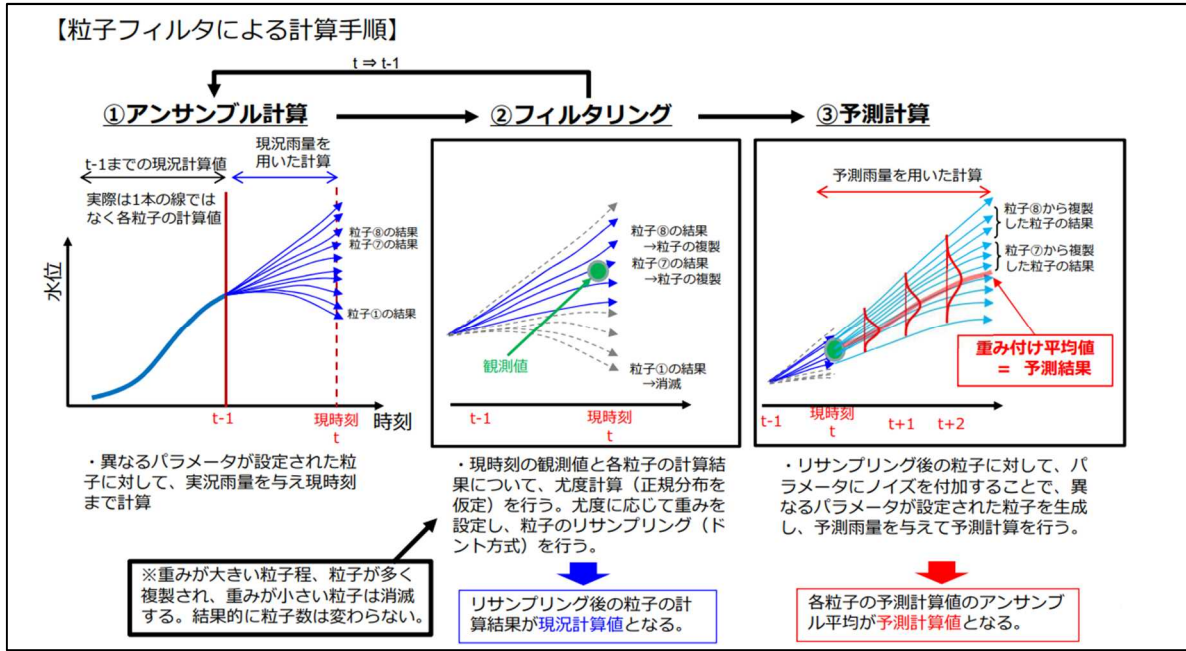 【粒子フィルタによる計算手順】
t ⇒ t-1
①アンサンブル計算
②フィルタリング
③予測計算
t-1までの現況計算値
現況雨量を
用いた計算
実際は1本の線では
なく各粒子の計算値
粒子⑧の結果
粒子⑦の結果
粒子①の結果
水位
t-1
現時刻
t
時刻
粒子⑧の結果
→粒子の複製
粒子⑦の結果
→粒子の複製
観測値
粒子①の結果
→消滅
t-1
現時刻
t
予測雨量を用いた計算
粒子⑧から複製
した粒子の結果
粒子⑦から複製
した粒子の結果
重み付け平均値
= 予測結果
t-1
現時刻
t
t+1
t+2
・異なるパラメータが設定された粒
子に対して、実況雨量を与え現時刻
まで計算
・現時刻の観測値と各粒子の計算結
果について、尤度計算（正規分布を
仮定）を行う。尤度に応じて重みを
設定し、粒子のリサンプリング（ド
ント方式）を行う。
・リサンプリング後の粒子に対して、パ
ラメータにノイズを付加することで、異
なるパラメータが設定された粒子を生成
し、予測雨量を与えて予測計算を行う。
※重みが大きい粒子程、粒子が多く
複製され、重みが小さい粒子は消滅
する。結果的に粒子数は変わらない。
リサンプリング後の粒子の計
算結果が現況計算値となる。
各粒子の予測計算値のアンサンブ
ル平均が予測計算値となる。